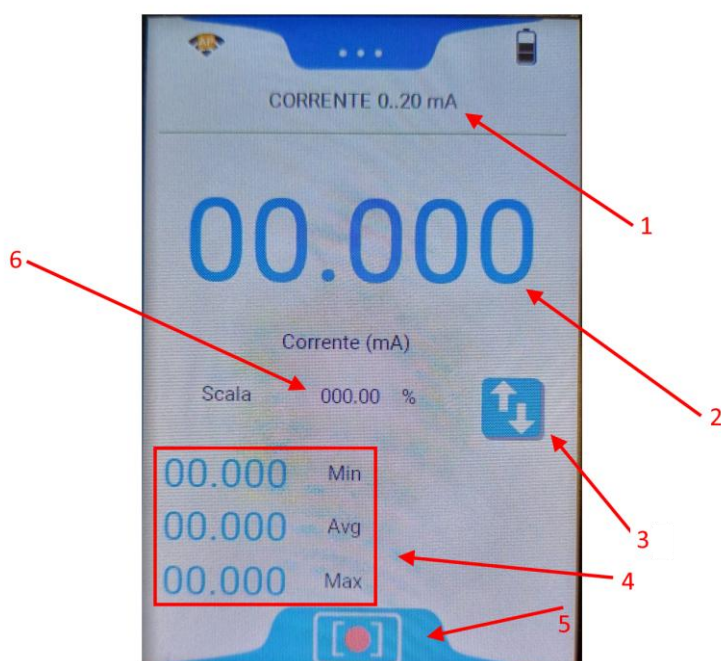 AP
...
CORRENTE 0..20 mA
1
00.000
6
Corrente (mA)
Scala 000.00 %
2
00.000 Min
3
00.000 Avg
4
00.000 Max
5